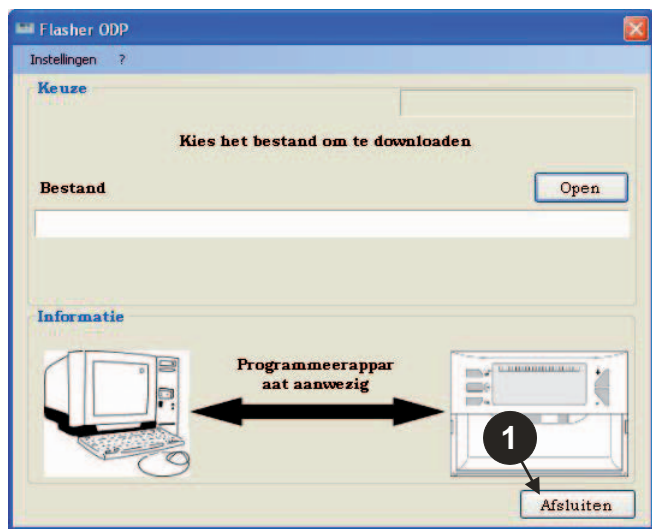 Flasher ODP
Instellingen ?
Keuze
Kies het bestand om te downloaden
Bestand
Open
Informatie
Programmeerappar
aat aanwezig
1
Afsluiten